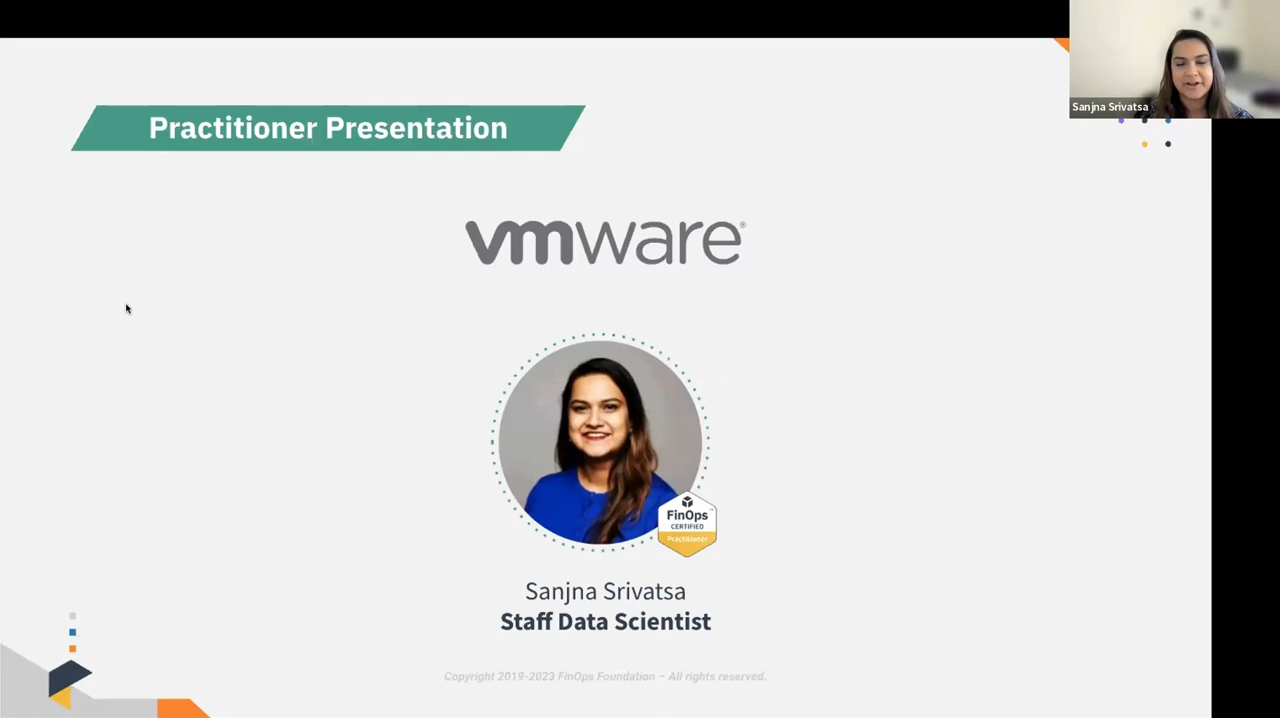 Practitioner Presentation
Sanjna Srivatsa
vmware®
FinOps™
CERTIFIED
Practitioner
Sanjna Srivatsa
Staff Data Scientist
Copyright 2019-2023 FinOps Foundation – All rights reserved.